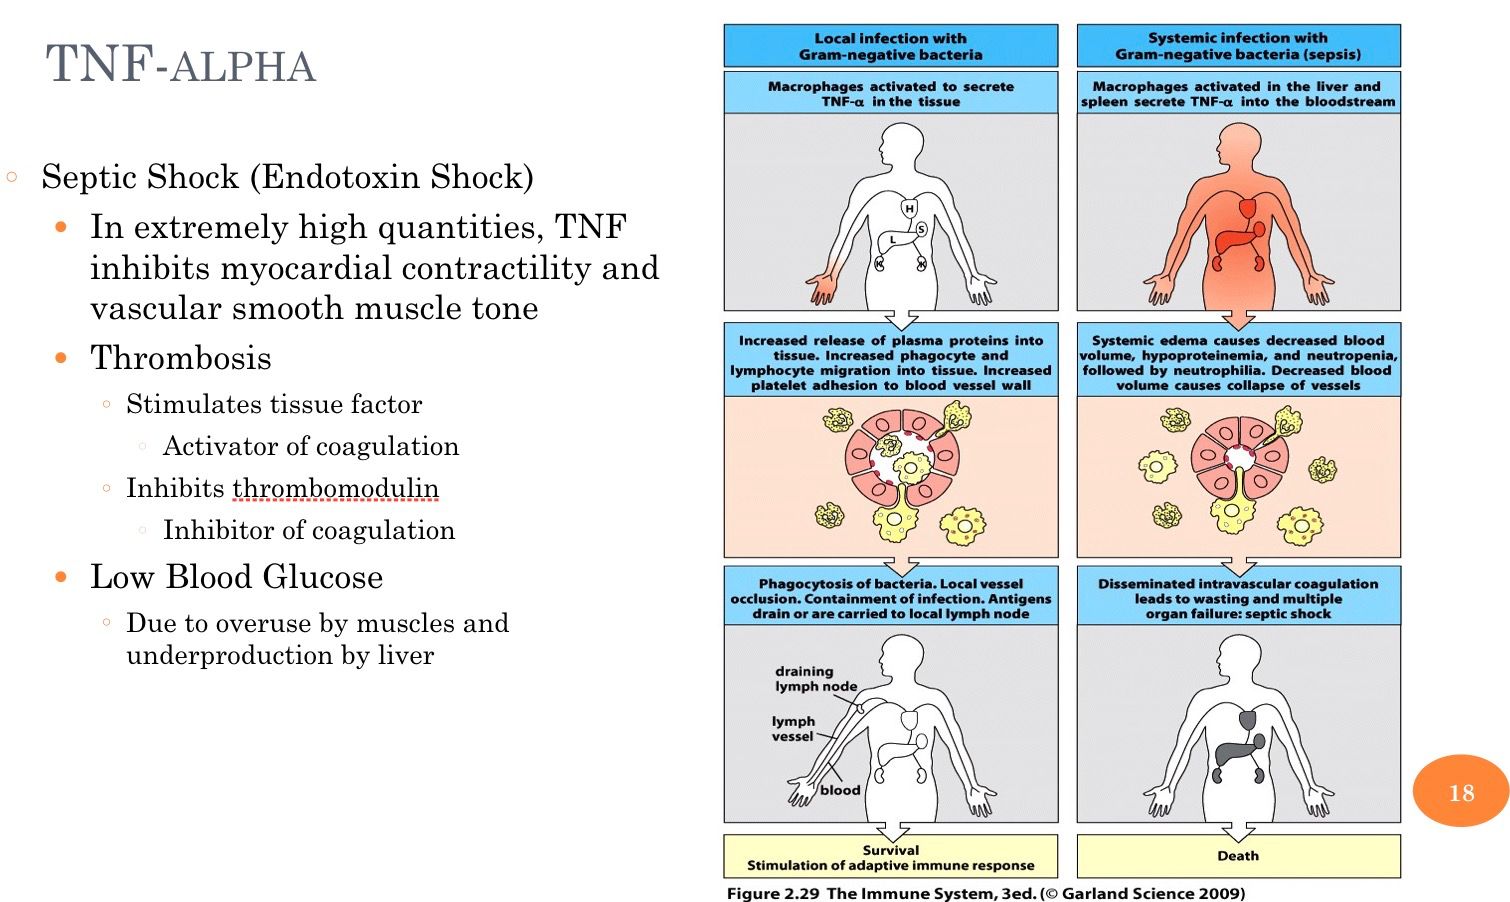 TNF-ALPHA
Septic Shock (Endotoxin Shock)
In extremely high quantities, TNF
inhibits myocardial contractility and
vascular smooth muscle tone
Thrombosis
Stimulates tissue factor
Activator of coagulation
Inhibits thrombomodulin
Inhibitor of coagulation
Low Blood Glucose
Due to overuse by muscles and
underproduction by liver
Local infection with
Gram-negative bacteria
Macrophages activated to secrete
TNF-α in the tissue
H
S
L
K
K
Increased release of plasma proteins into
tissue. Increased phagocyte and
lymphocyte migration into tissue. Increased
platelet adhesion to blood vessel wall
Phagocytosis of bacteria. Local vessel
occlusion. Containment of infection. Antigens
drain or are carried to local lymph node
draining
lymph node
lymph
vessel
blood
Survival
Stimulation of adaptive immune response
Systemic infection with
Gram-negative bacteria (sepsis)
Macrophages activated in the liver and
spleen secrete TNF-α into the bloodstream
Systemic edema causes decreased blood
volume, hypoproteinemia, and neutropenia,
followed by neutrophilia. Decreased blood
volume causes collapse of vessels
Disseminated intravascular coagulation
leads to wasting and multiple
organ failure: septic shock
Death
Figure 2.29 The Immune System, 3ed. (© Garland Science 2009)
18